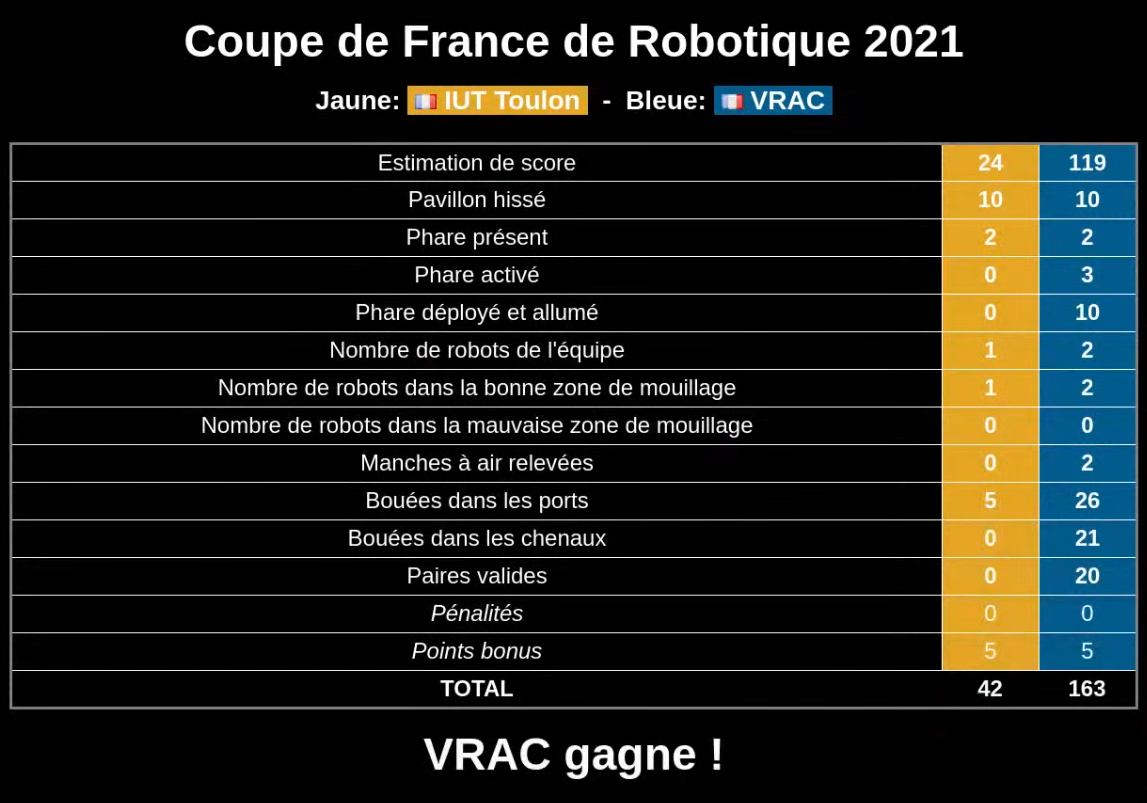 Coupe de France de Robotique 2021
Jaune: IUT Toulon - Bleue: VRAC
Estimation de score 24 119
Pavillon hissé 10 10
Phare présent 2 2
Phare activé 0 3
Phare déployé et allumé 0 10
Nombre de robots de l'équipe 1 2
Nombre de robots dans la bonne zone de mouillage 1 2
Nombre de robots dans la mauvaise zone de mouillage 0 0
Manches à air relevées 0 2
Bouées dans les ports 5 26
Bouées dans les chenaux 0 21
Paires valides 0 20
Pénalités 0 0
Points bonus 5 5
TOTAL 42 163
VRAC gagne !